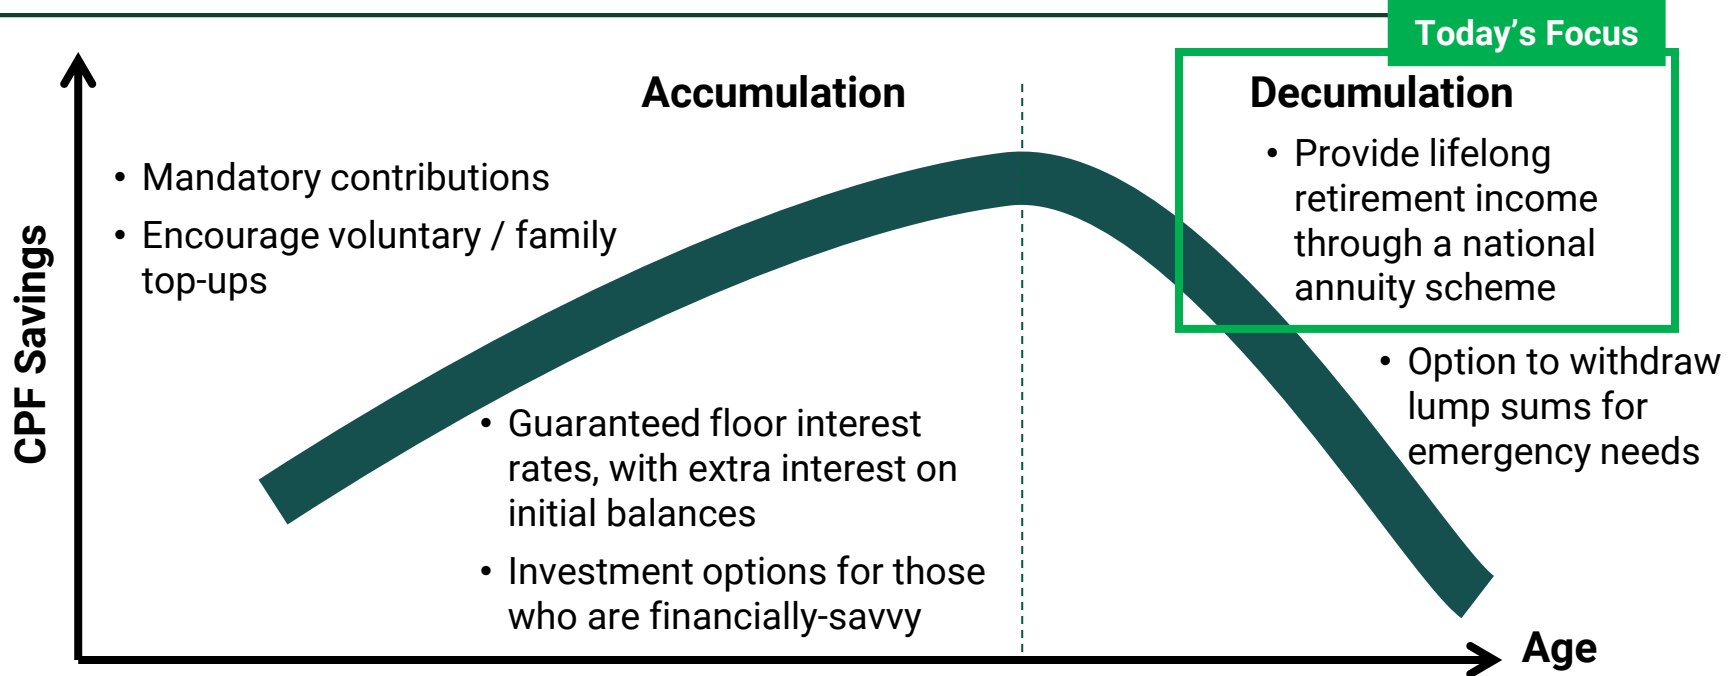 Today’s Focus
Accumulation
Decumulation
• Mandatory contributions
• Encourage voluntary / family
top-ups
• Provide lifelong
retirement income
through a national
annuity scheme
CPF Savings
• Option to withdraw
lump sums for
emergency needs
• Guaranteed floor interest
rates, with extra interest on
initial balances
• Investment options for those
who are financially-savvy
Age